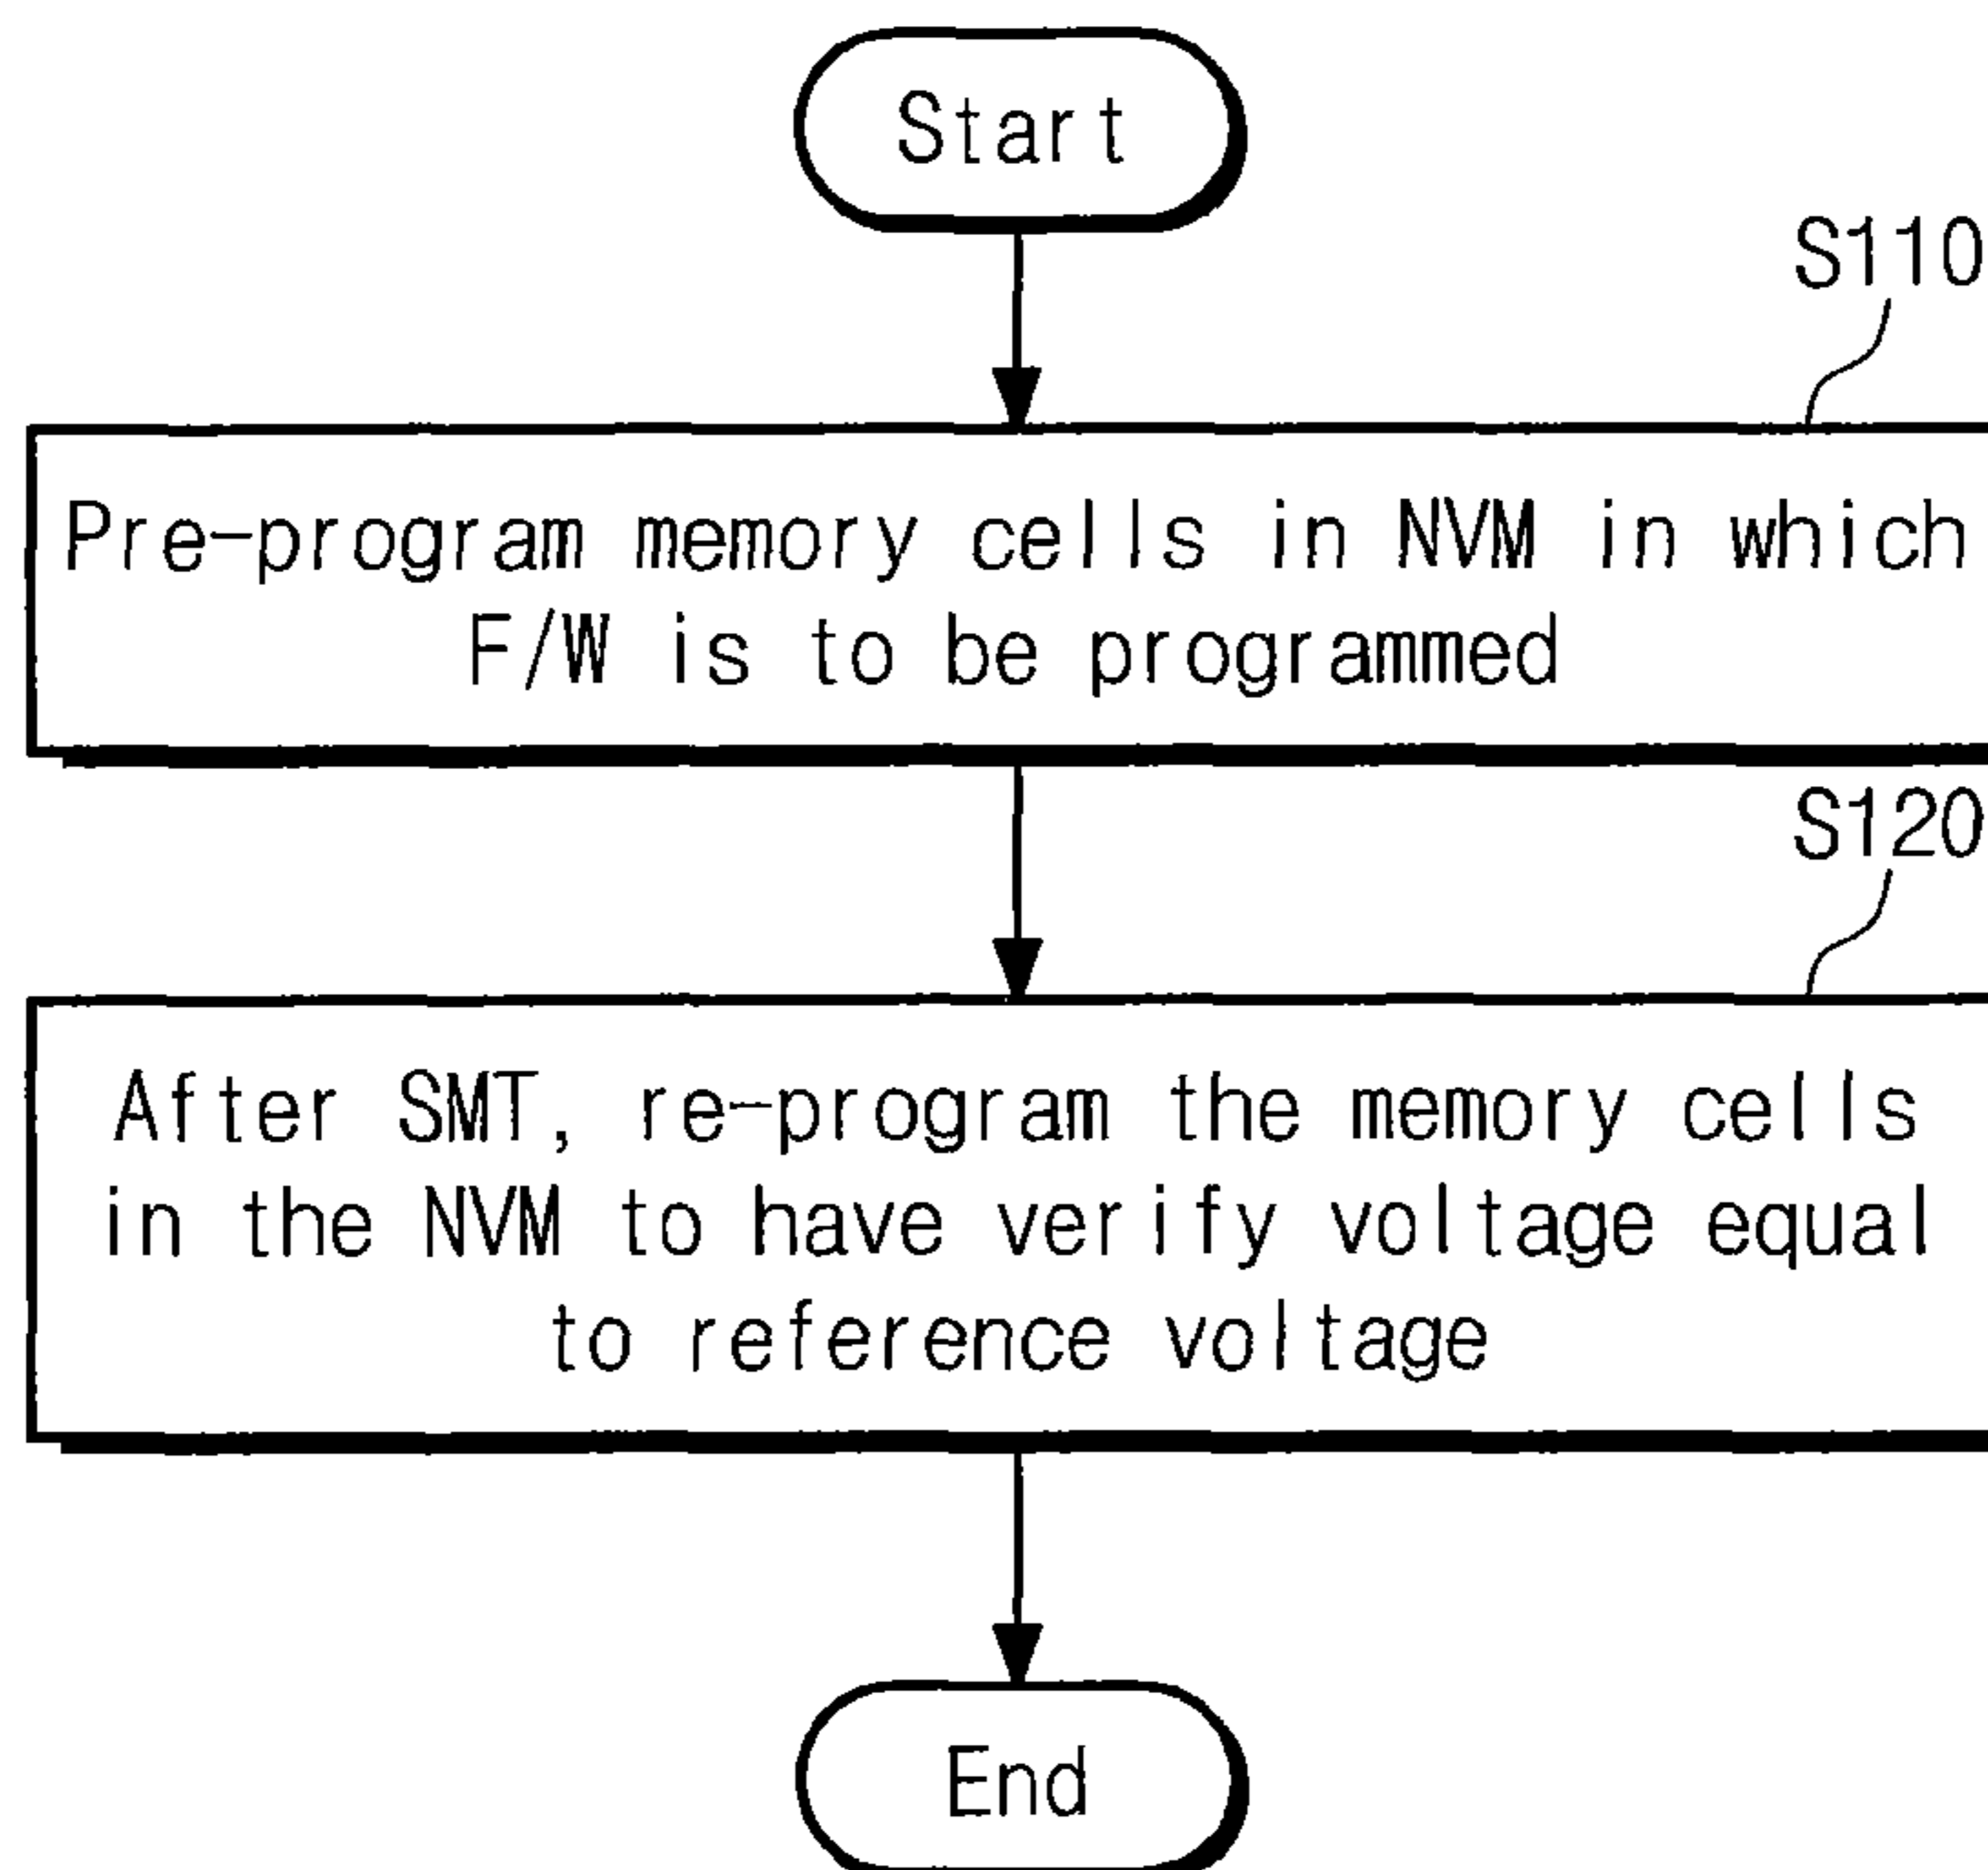 Start
S110
Pre-program memory cells in NVM in which
F/W is to be programmed
S120
After SMT, re-program the memory cells
in the NVM to have verify voltage equal
to reference voltage
End